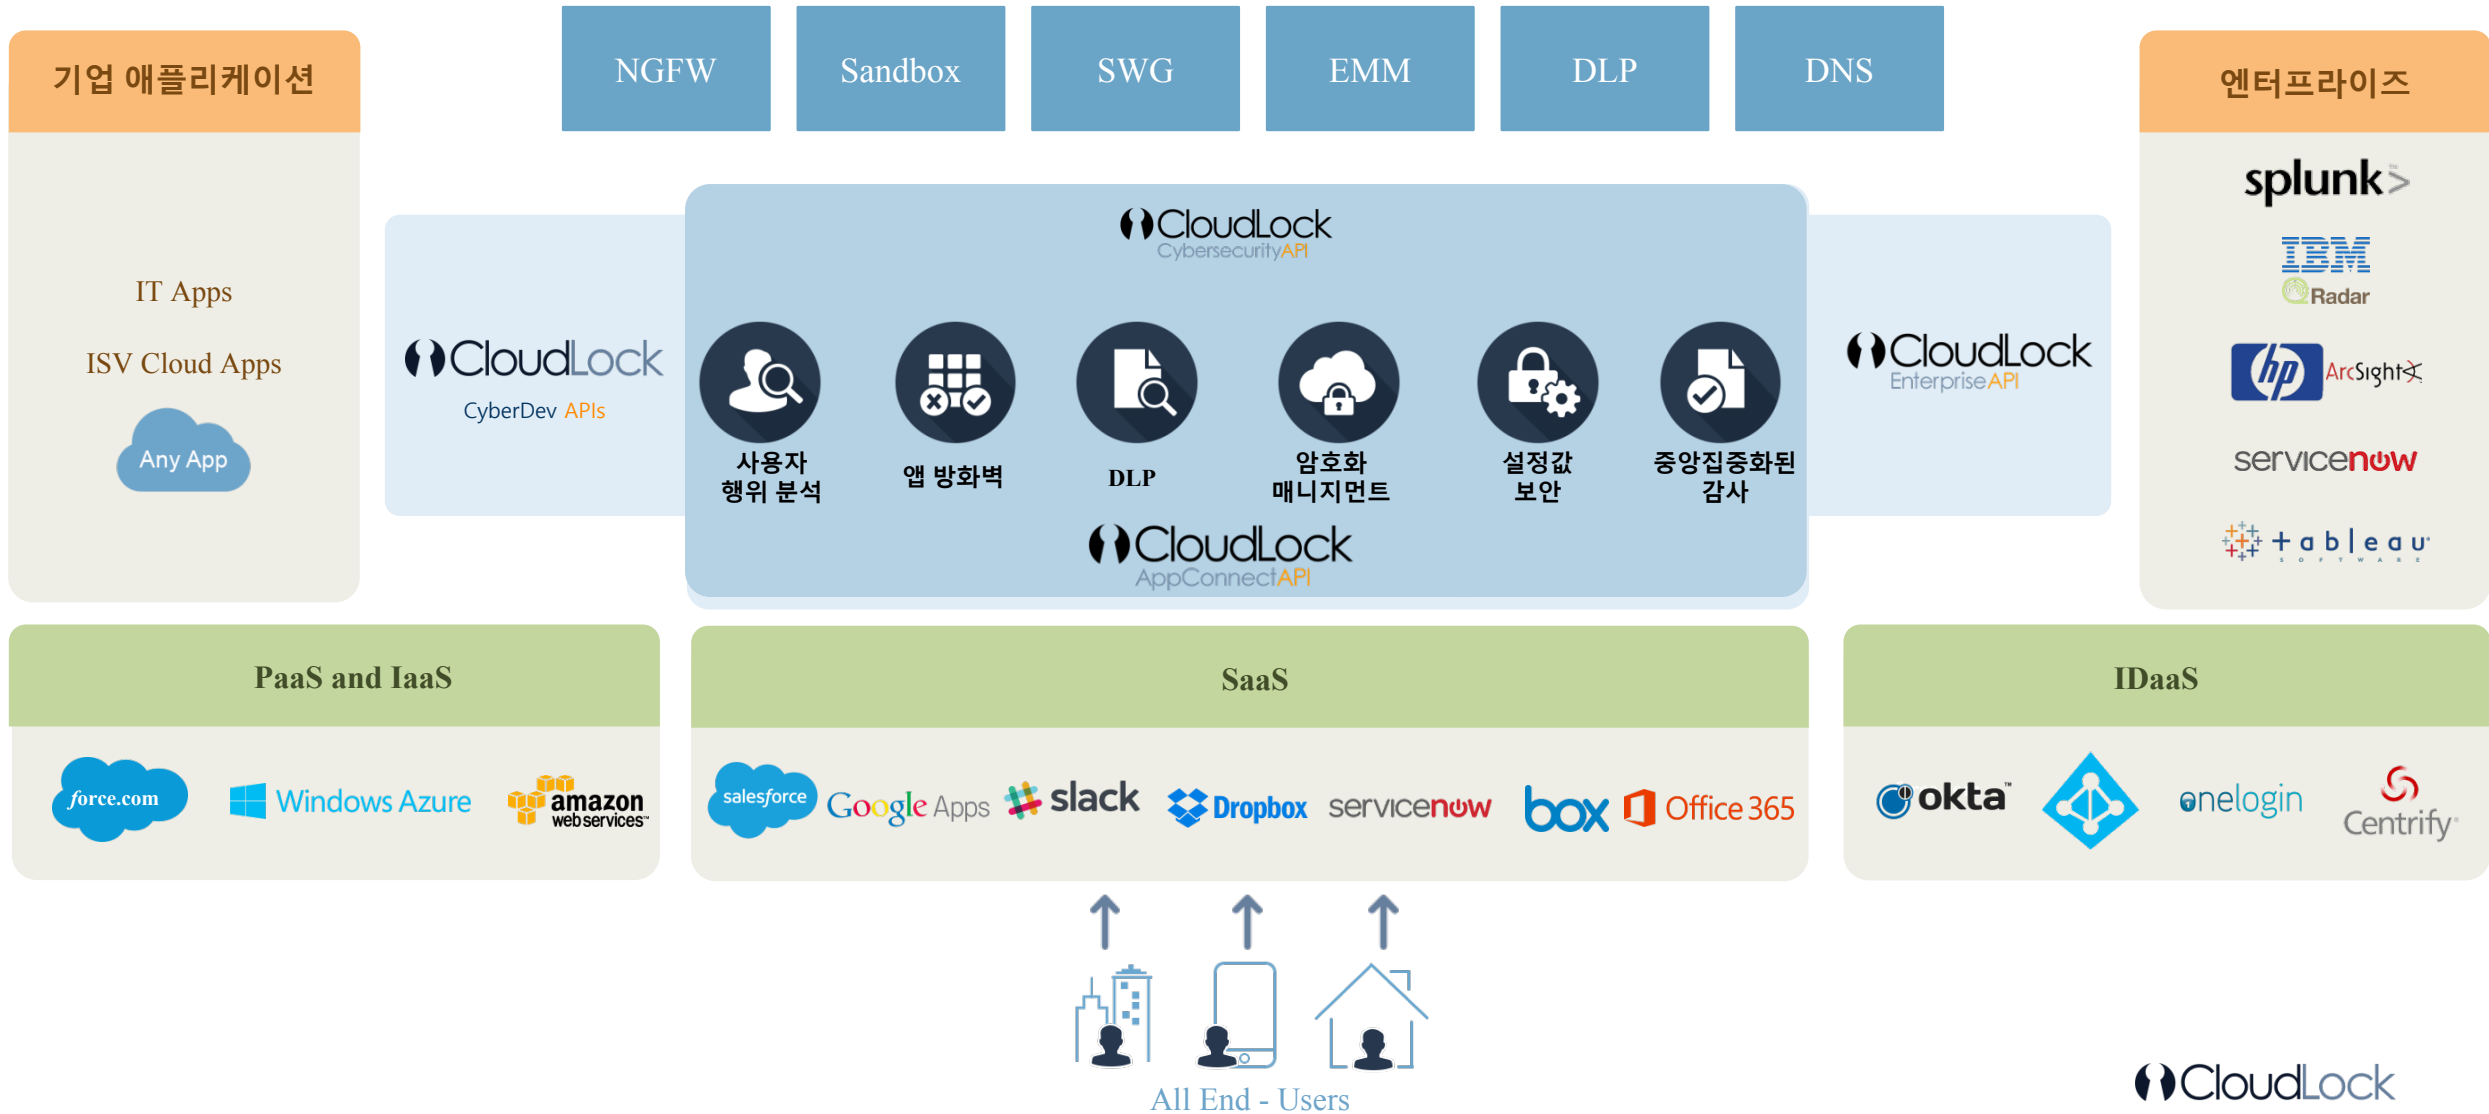 NGFW
Sandbox
SWG
EMM
DLP
DNS
기업 애플리케이션
IT Apps
ISV Cloud Apps
Any App
CloudLock
CyberDev APIs
CloudLock
CybersecurityAPI
사용자
행위 분석
앱 방화벽
DLP
암호화
매니지먼트
설정값
보안
중앙집중화된
감사
CloudLock
AppConnectAPI
CloudLock
EnterpriseAPI
엔터프라이즈
splunk>
IBM
QRadar
hp ArcSight
servicenow
tableau
SOFTWARE
PaaS and IaaS
force.com
Windows Azure
amazon
web services™
SaaS
salesforce
Google Apps
slack
Dropbox
servicenow
box
Office 365
IDaaS
okta™
onelogin
Centrify
All End - Users
CloudLock